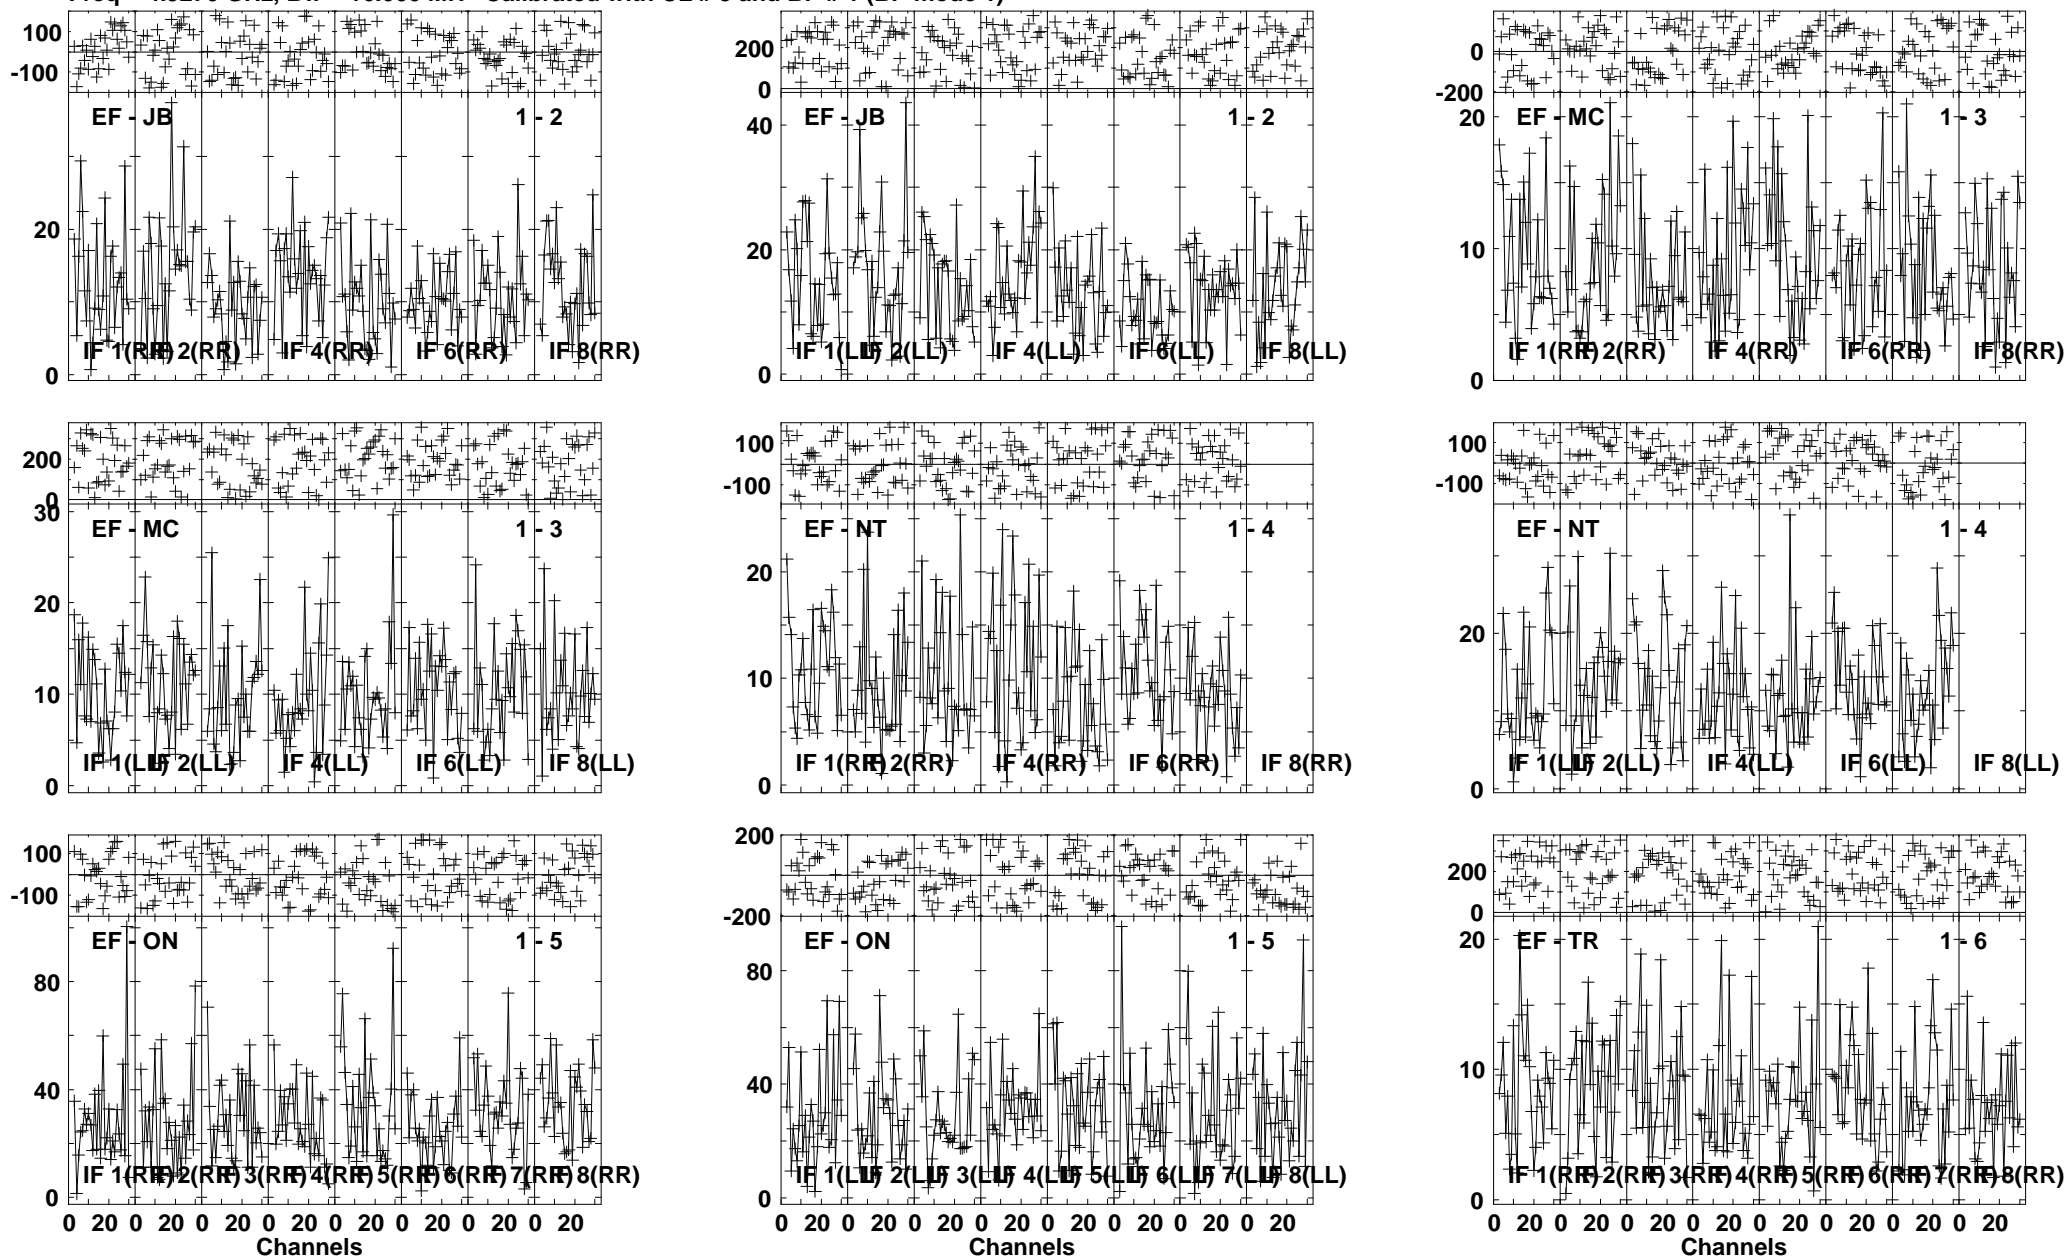 100
-100
EF - JB 1 - 2
20
0
IF 1(RR) IF 2(RR) IF 4(RR) IF 6(RR) IF 8(RR)
200
0
EF - JB 1 - 2
40
20
0
IF 1(LL) IF 2(LL) IF 4(LL) IF 6(LL) IF 8(LL)
0
-200
EF - MC 1 - 3
20
10
0
IF 1(RR) IF 2(RR) IF 4(RR) IF 6(RR) IF 8(RR)
200
0
EF - MC 1 - 3
30
20
10
0
IF 1(LL) IF 2(LL) IF 4(LL) IF 6(LL) IF 8(LL)
100
-100
EF - NT 1 - 4
20
10
0
IF 1(RR) IF 2(RR) IF 4(RR) IF 6(RR) IF 8(RR)
100
-100
EF - NT 1 - 4
20
0
IF 1(LL) IF 2(LL) IF 4(LL) IF 6(LL) IF 8(LL)
100
-100
EF - ON 1 - 5
80
40
0
IF 1(RR) IF 2(RR) IF 3(RR) IF 4(RR) IF 5(RR) IF 6(RR) IF 7(RR) IF 8(RR)
0 20 0 20 0 20 0 20 0 20 0 20 0 20 0 20
Channels
200
-200
EF - ON 1 - 5
80
40
0
IF 1(LL) IF 2(LL) IF 3(LL) IF 4(LL) IF 5(LL) IF 6(LL) IF 7(LL) IF 8(LL)
0 20 0 20 0 20 0 20 0 20 0 20 0 20 0 20
Channels
200
0
EF - TR 1 - 6
20
10
0
IF 1(RR) IF 2(RR) IF 3(RR) IF 4(RR) IF 5(RR) IF 6(RR) IF 7(RR) IF 8(RR)
0 20 0 20 0 20 0 20 0 20 0 20 0 20 0 20
Channels